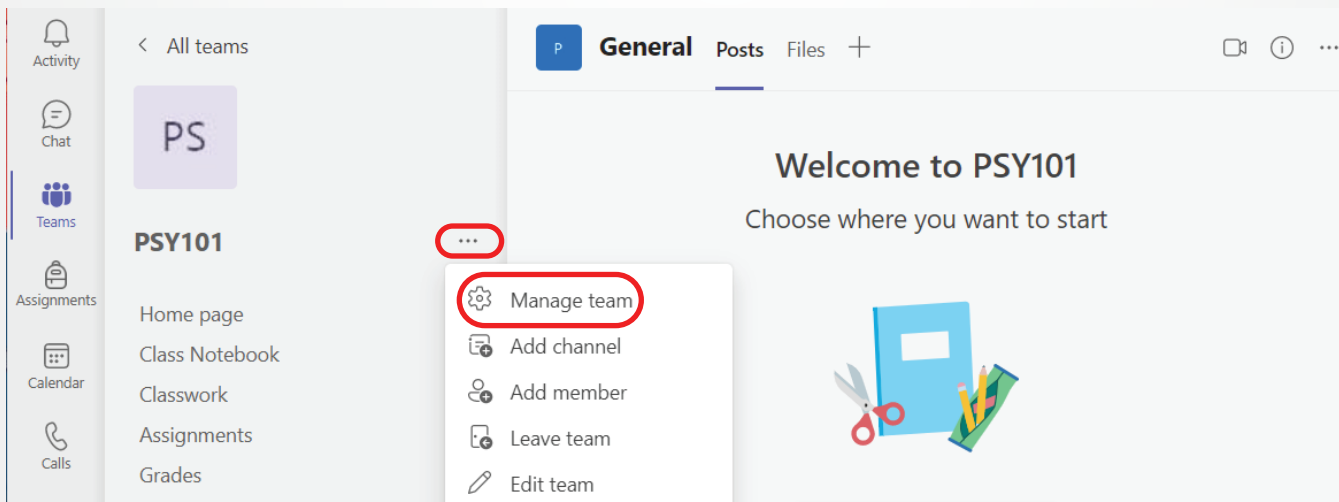 Activity
Chat
Teams
Assignments
Calendar
Calls
All teams
PS
PSY101
...
Home page
Class Notebook
Classwork
Assignments
Grades
Manage team
Add channel
Add member
Leave team
Edit team
P General Posts Files +
...
Welcome to PSY101
Choose where you want to start